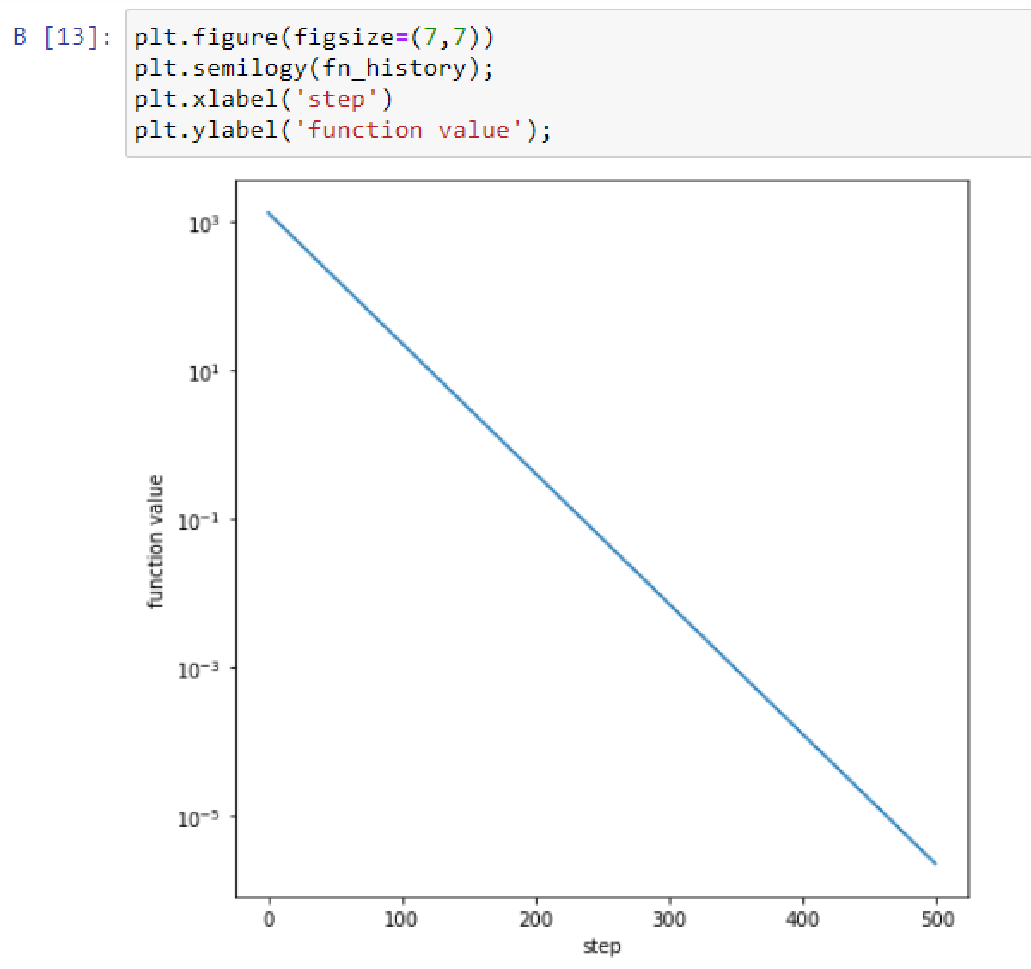 B [13]: plt.figure(figsize=(7,7))
plt.semilogy(fn_history);
plt.xlabel('step')
plt.ylabel('function value');
10³
10¹
10⁻¹
10⁻³
10⁻⁵
function value
0 100 200 300 400 500
step